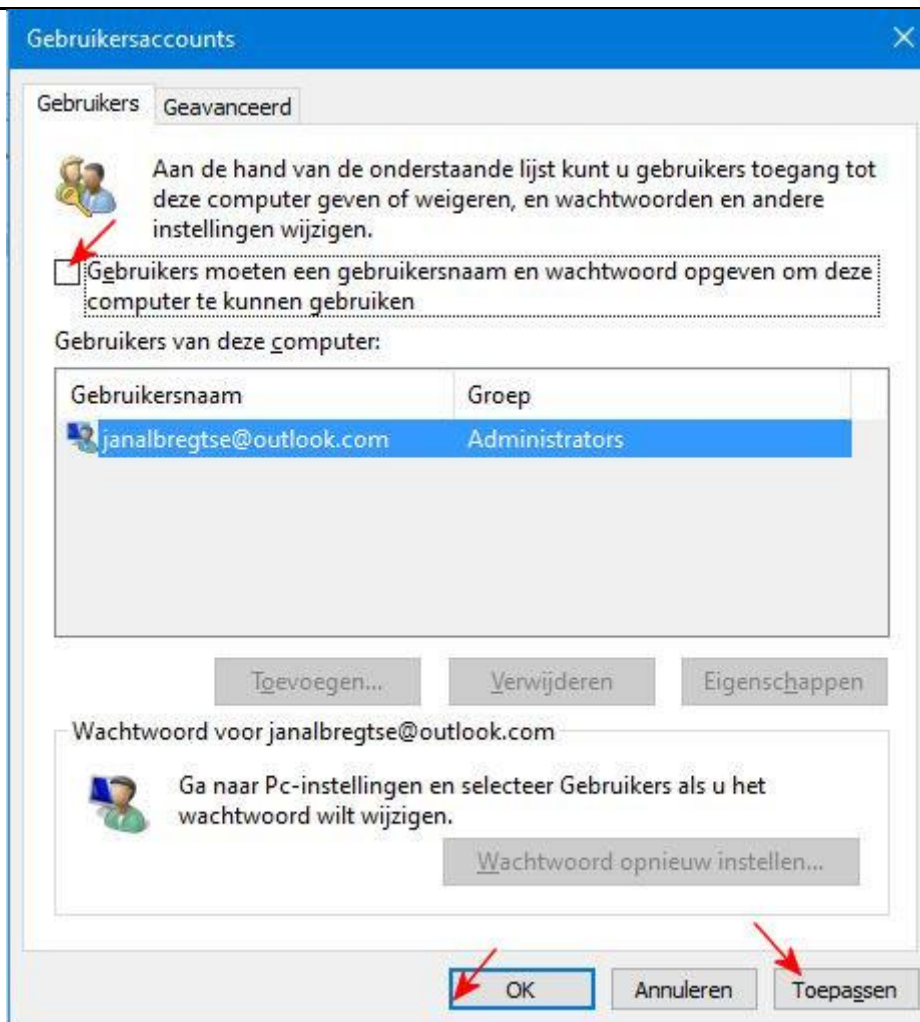 Gebruikersaccounts
Gebruikers
Geavanceerd
Aan de hand van de onderstaande lijst kunt u gebruikers toegang tot
deze computer geven of weigeren, en wachtwoorden en andere
instellingen wijzigen.
Gebruikers moeten een gebruikersnaam en wachtwoord opgeven om deze
computer te kunnen gebruiken
Gebruikers van deze computer:
Gebruikersnaam Groep
janalbregtse@outlook.com Administrators
Toevoegen... Verwijderen Eigenschappen
Wachtwoord voor janalbregtse@outlook.com
Ga naar Pc-instellingen en selecteer Gebruikers als u het
wachtwoord wilt wijzigen.
Wachtwoord opnieuw instellen...
OK Annuleren Toepassen